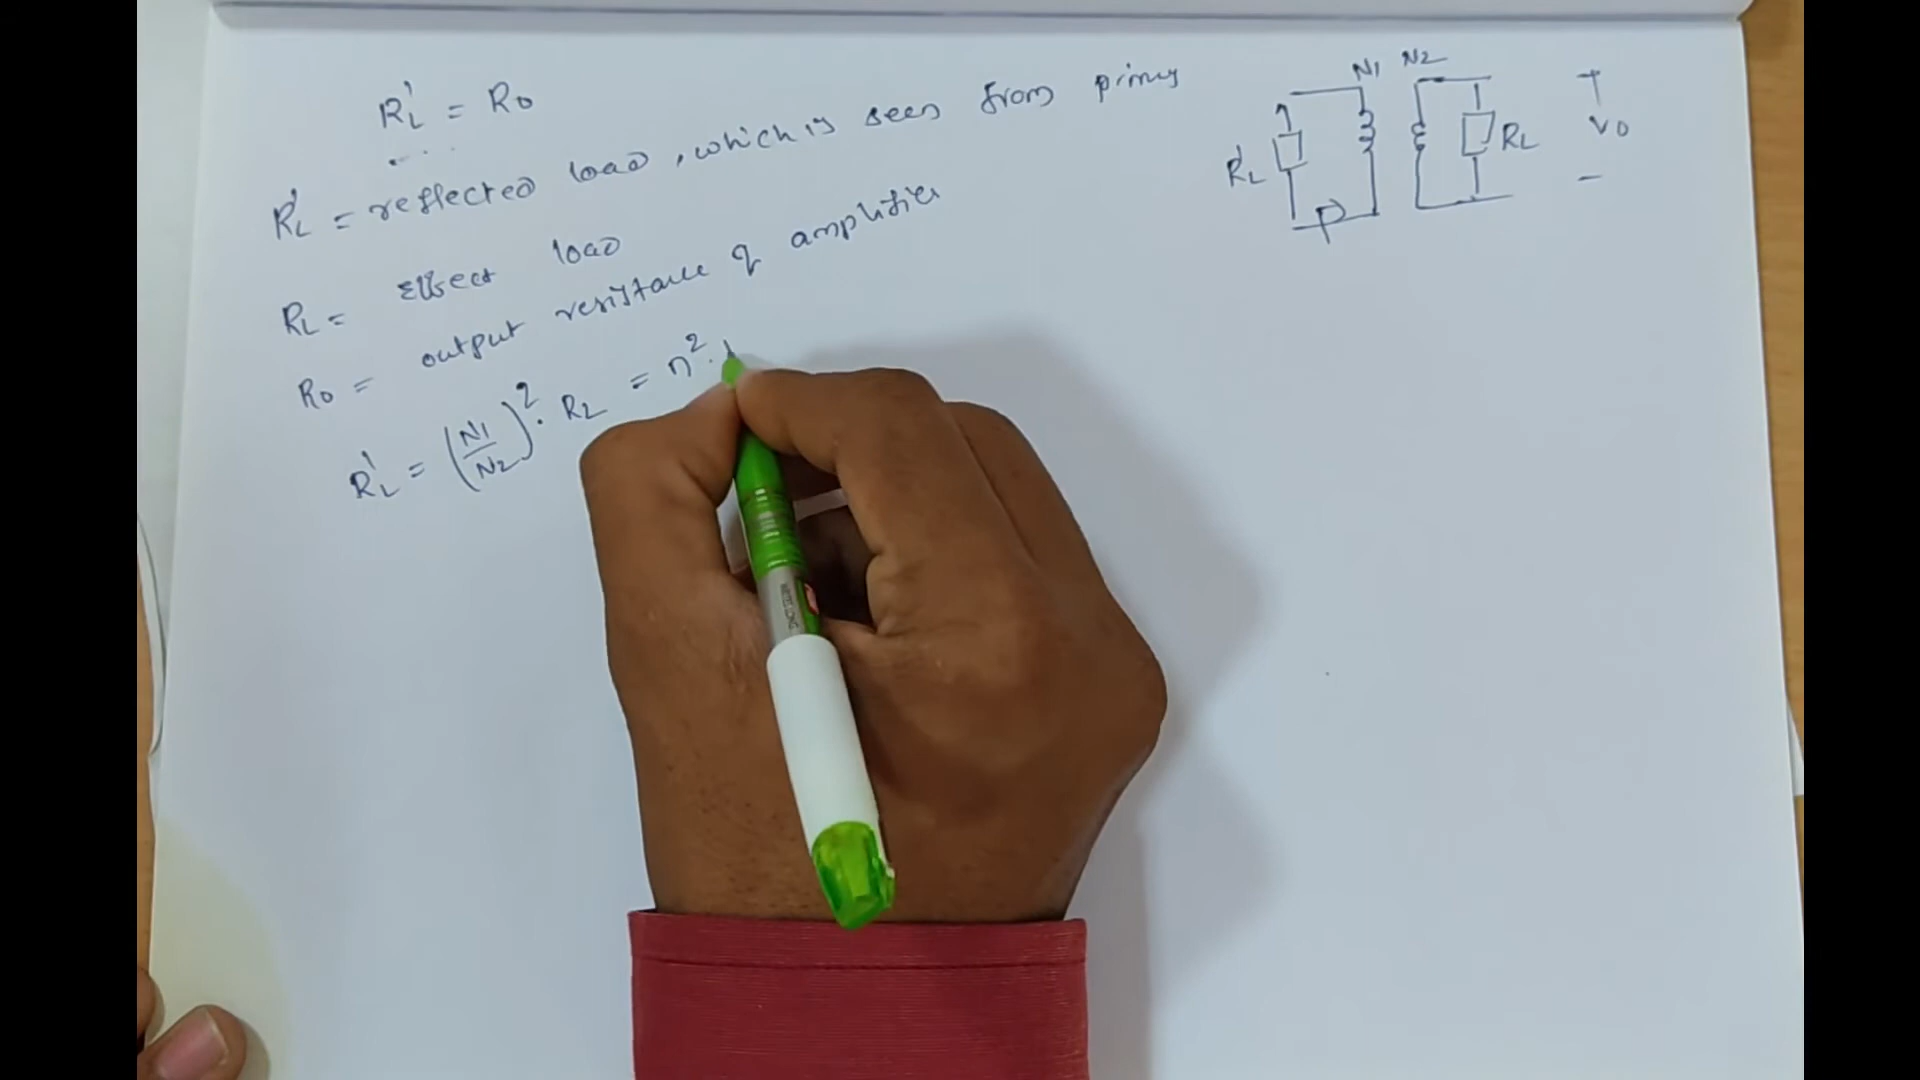 R'L = Ro
R'L = reflected load, which is seen from primy
RL = Effect load
Ro = output resistance of amplifier
R'L = (N1/N2)². RL = n².
N1 N2
R'L
RL
+
Vo
-
P